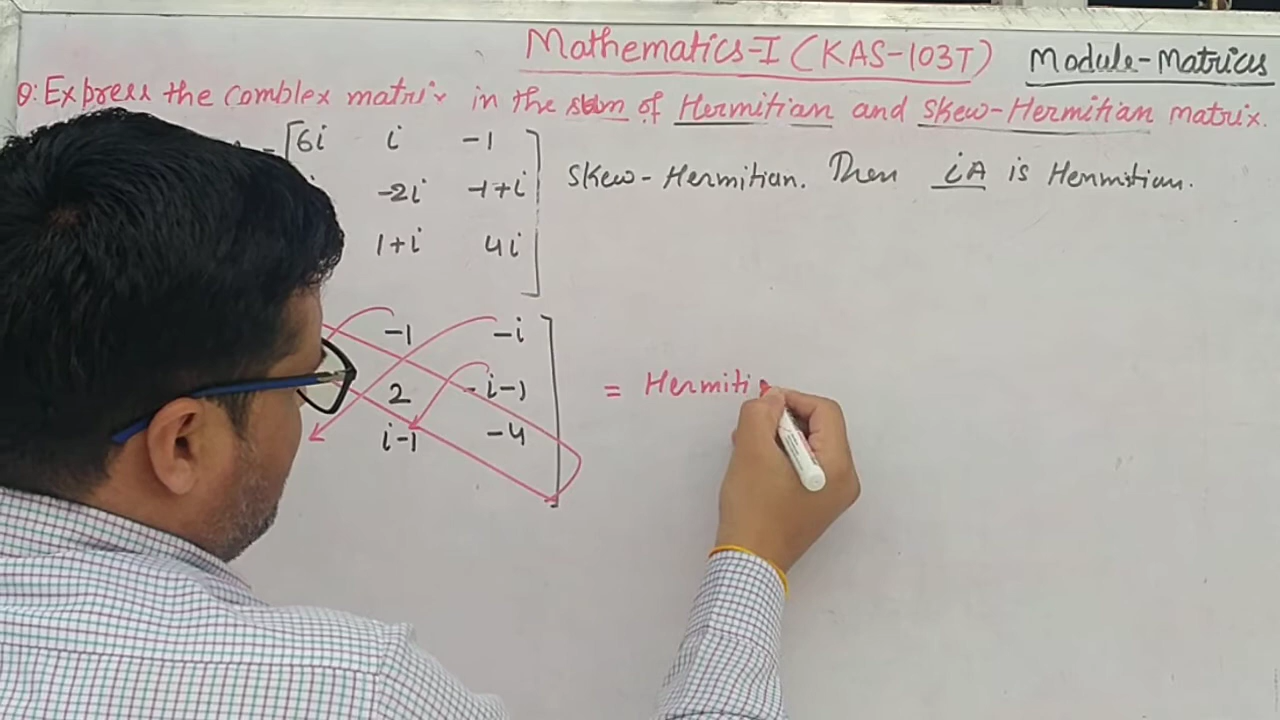 Mathematics-I (KAS-103T) Module-Matrices
Q: Express the complex matrix in the sum of Hermitian and Skew-Hermitian matrix.
6i i -1
-2i -1+i
1+i 4i
Skew-Hermitian. Then iA is Hermitian.
-1 -i
2 -i-1
i-1 -4
= Hermiti